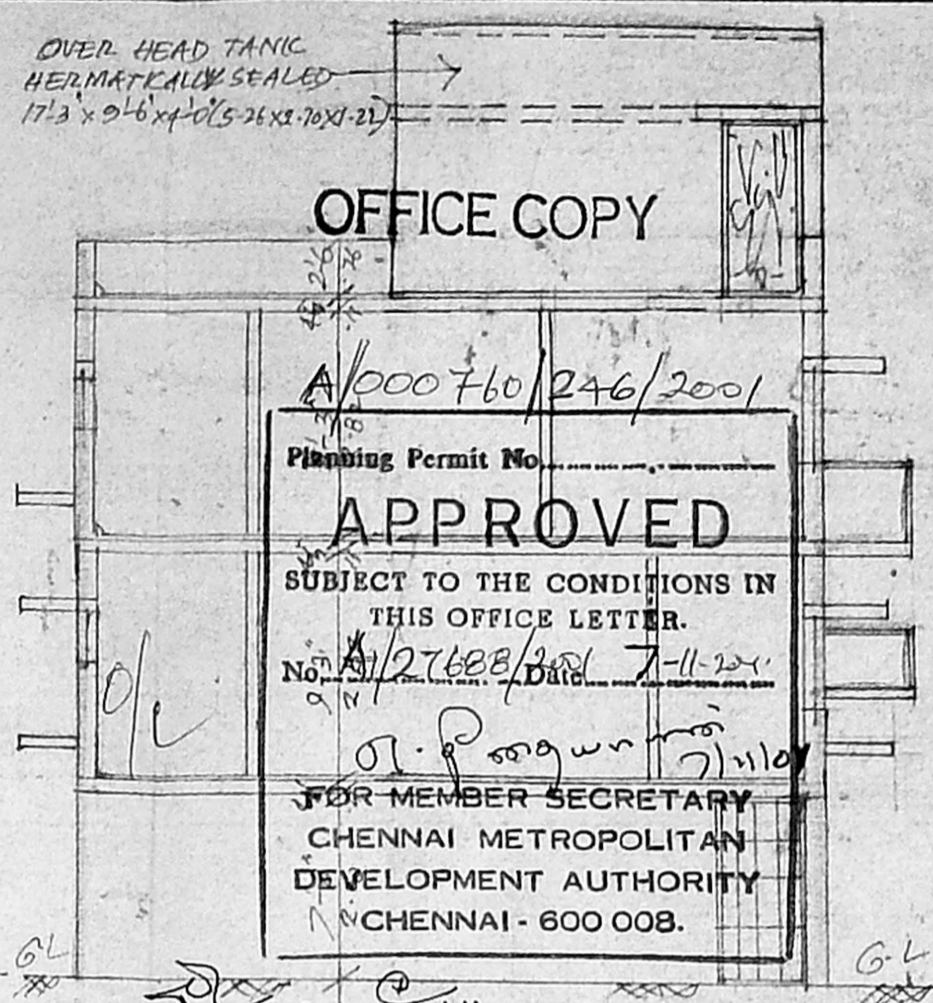 OVER HEAD TANK
HERMATICALLY SEALED
17'-3" x 9'-6" x 4'-0" (5.26 x 2.90 x 1.22)
OFFICE COPY
A/000760/246/2001
Planning Permit No
APPROVED
SUBJECT TO THE CONDITIONS IN
THIS OFFICE LETTER.
No. A1/27688/2001 Date 7-11-2001
7/11/01
FOR MEMBER SECRETARY
CHENNAI METROPOLITAN
DEVELOPMENT AUTHORITY
CHENNAI - 600 008.
O/C
G.L
G.L